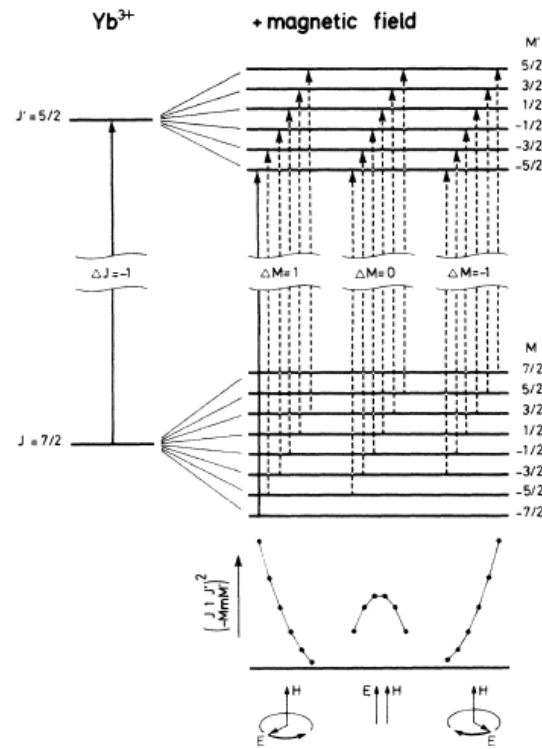 Yb³⁺ + magnetic field
M'
5/2
3/2
J' = 5/2 1/2
-1/2
-3/2
-5/2
ΔJ=-1 ΔM=1 ΔM=0 ΔM=-1
M
7/2
5/2
3/2
J = 7/2 1/2
-1/2
-3/2
-5/2
-7/2
(J 1 J')²
(-M m M')
H E H H
E E